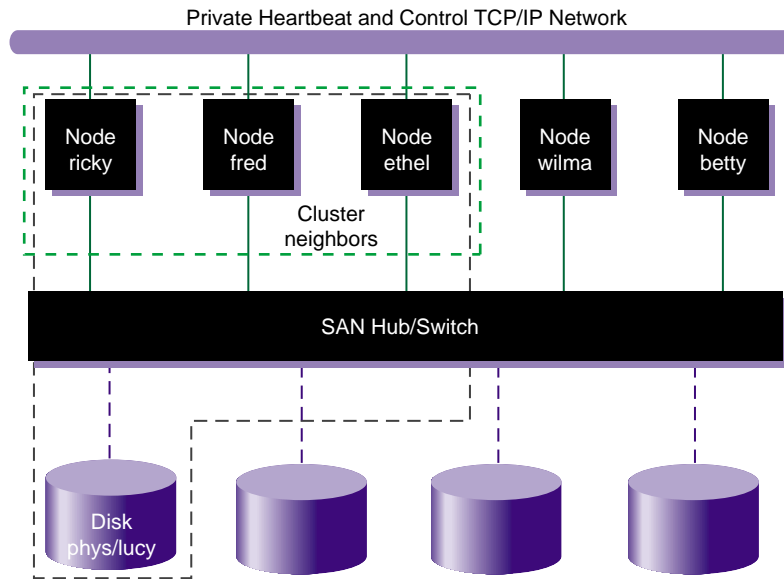 Private Heartbeat and Control TCP/IP Network
Node
ricky
Node
fred
Node
ethel
Node
wilma
Node
betty
Cluster
neighbors
SAN Hub/Switch
Disk
phys/lucy